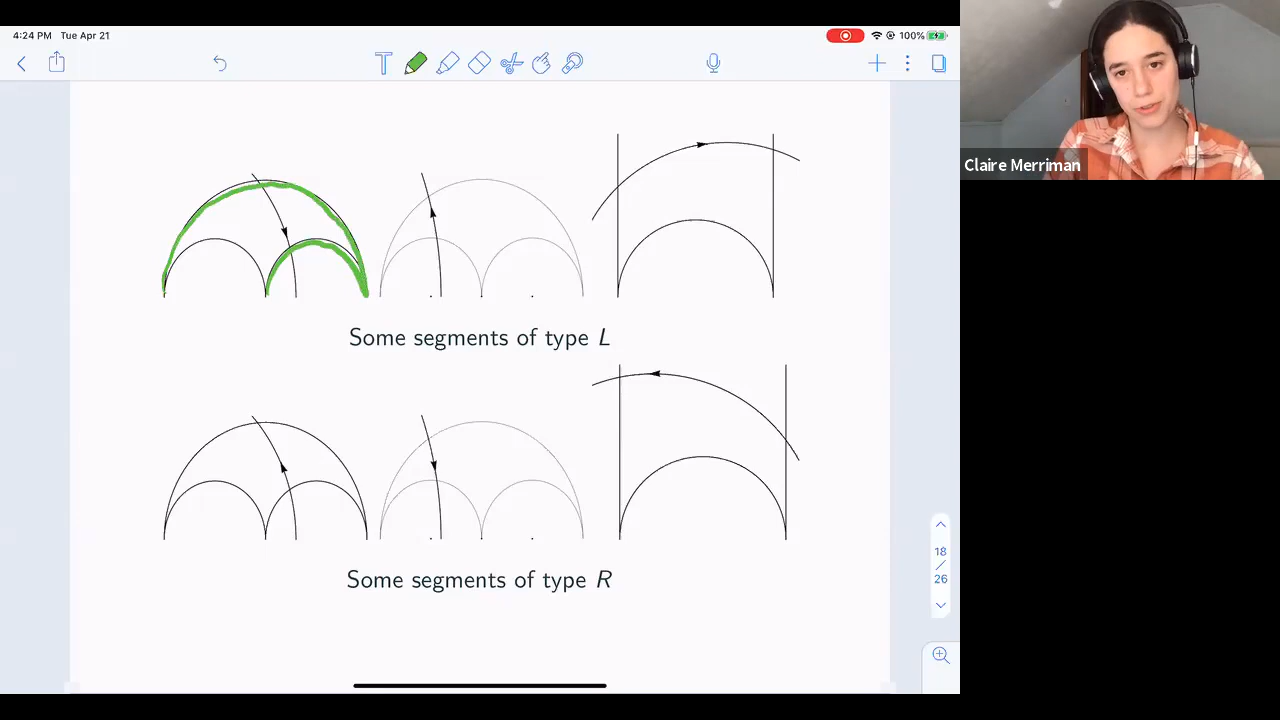 4:24 PM Tue Apr 21
100%
T
Claire Merriman
Some segments of type L
Some segments of type R
18
/
26